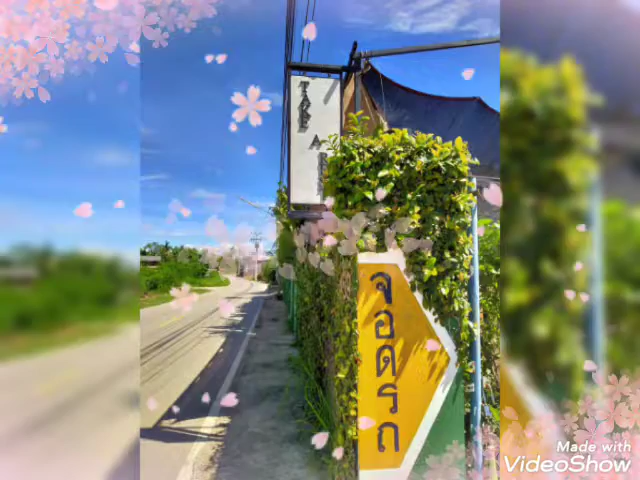 TAKE
A
จอดรถ
Made with
VideoShow